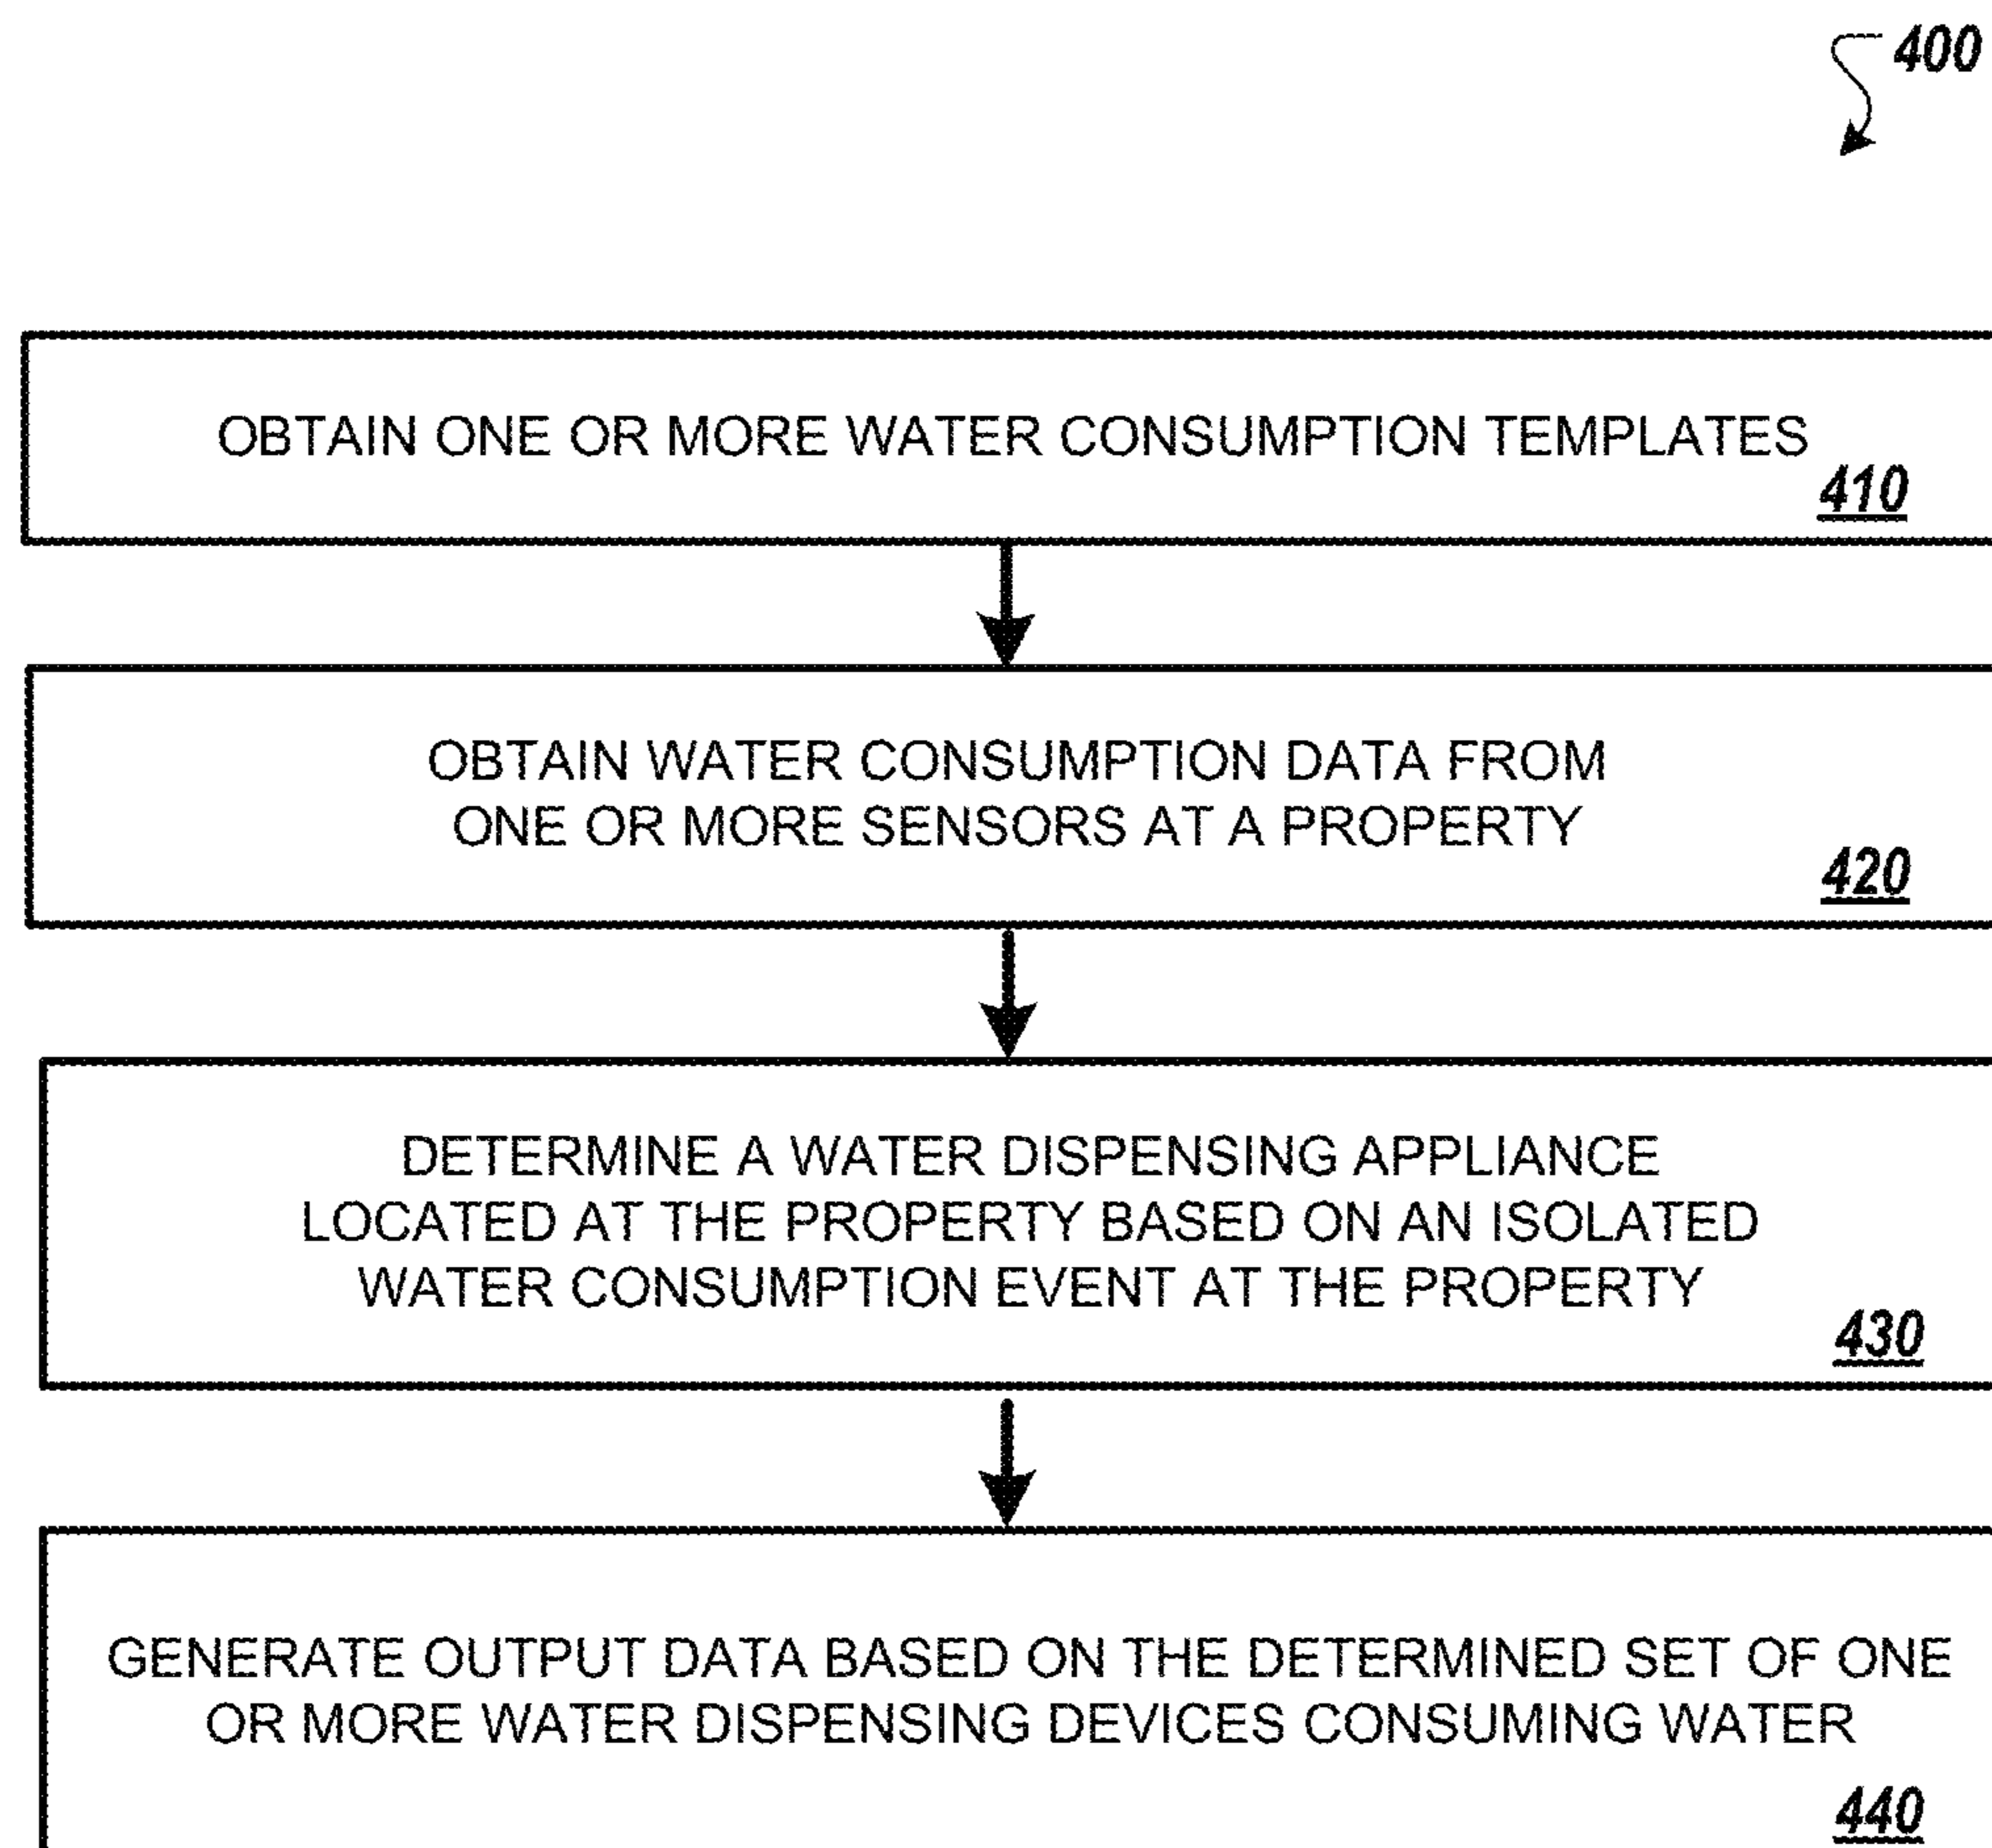 400
OBTAIN ONE OR MORE WATER CONSUMPTION TEMPLATES
410
OBTAIN WATER CONSUMPTION DATA FROM
ONE OR MORE SENSORS AT A PROPERTY
420
DETERMINE A WATER DISPENSING APPLIANCE
LOCATED AT THE PROPERTY BASED ON AN ISOLATED
WATER CONSUMPTION EVENT AT THE PROPERTY
430
GENERATE OUTPUT DATA BASED ON THE DETERMINED SET OF ONE
OR MORE WATER DISPENSING DEVICES CONSUMING WATER
440